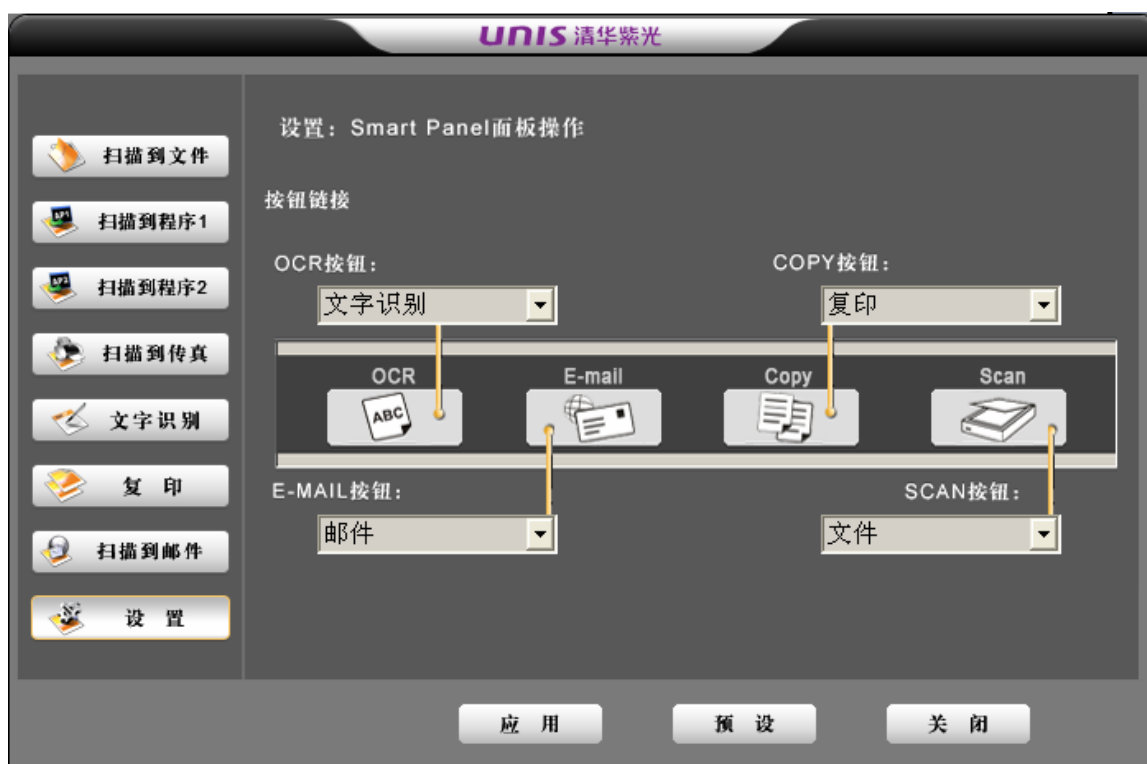 UNIS 清华紫光
扫描到文件
扫描到程序1
扫描到程序2
扫描到传真
文字识别
复 印
扫描到邮件
设 置
设置：Smart Panel面板操作
按钮链接
OCR按钮：
COPY按钮：
文字识别
复印
OCR
E-mail
Copy
Scan
ABC
E-MAIL按钮：
SCAN按钮：
邮件
文件
应 用
预 设
关 闭